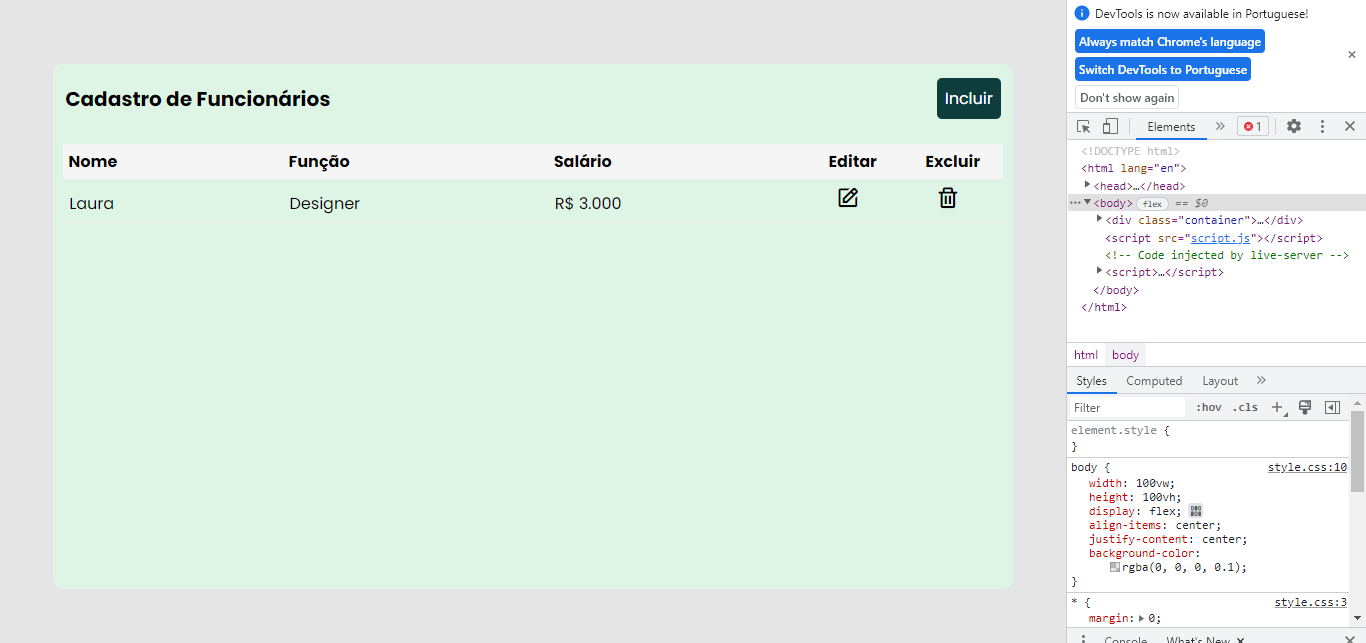 Cadastro de Funcionários
Incluir
Nome Função Salário Editar Excluir
Laura Designer R$ 3.000
DevTools is now available in Portuguese!
Always match Chrome's language
Switch DevTools to Portuguese
Don't show again
Elements » 1
<!DOCTYPE html>
<html lang="en">
<head>…</head>
<body> flex == $0
<div class="container">…</div>
<script src="script.js"></script>
<!-- Code injected by live-server -->
<script>…</script>
</body>
</html>
html body
Styles Computed Layout »
Filter :hov .cls +
element.style {
}
body { style.css:10
width: 100vw;
height: 100vh;
display: flex;
align-items: center;
justify-content: center;
background-color:
rgba(0, 0, 0, 0.1);
}
* { style.css:3
margin: 0;
Console What's New